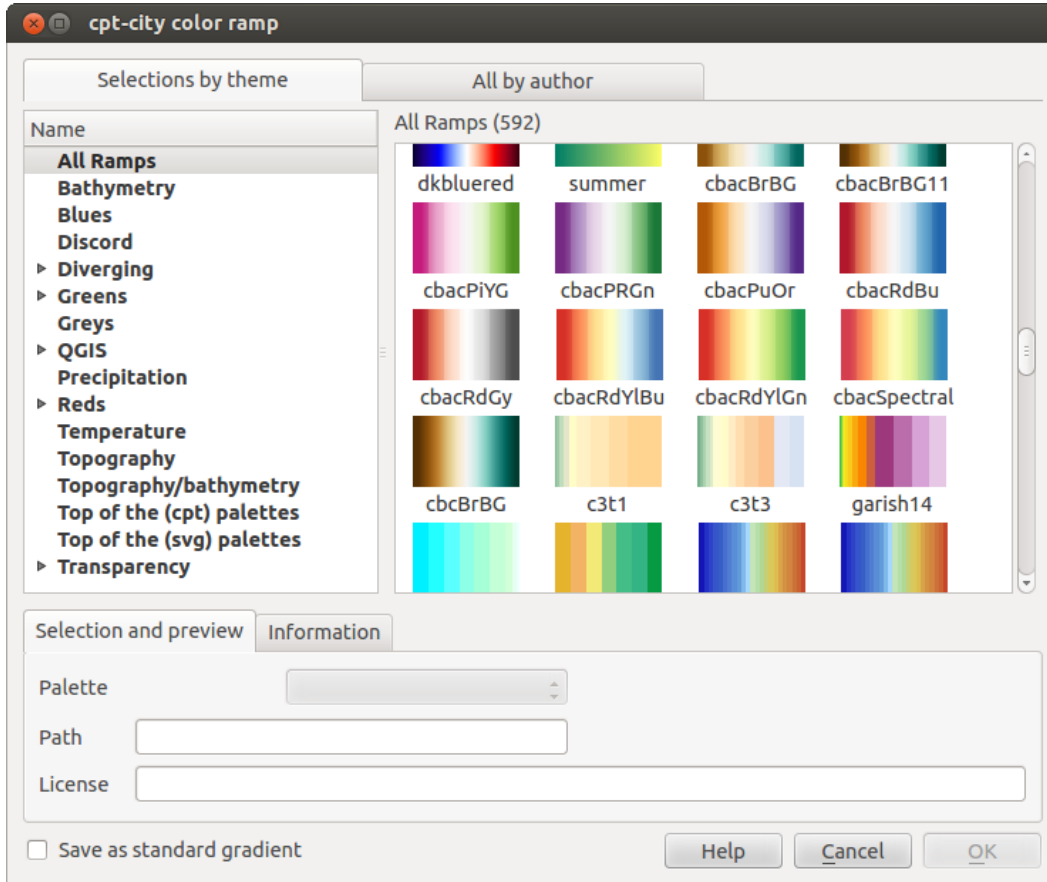 cpt-city color ramp
Selections by theme
All by author
Name
All Ramps
Bathymetry
Blues
Discord
Diverging
Greens
Greys
QGIS
Precipitation
Reds
Temperature
Topography
Topography/bathymetry
Top of the (cpt) palettes
Top of the (svg) palettes
Transparency
All Ramps (592)
dkbluered summer cbacBrBG cbacBrBG11
cbacPiYG cbacPRGn cbacPuOr cbacRdBu
cbacRdGy cbacRdYlBu cbacRdYlGn cbacSpectral
cbcBrBG c3t1 c3t3 garish14
Selection and preview
Information
Palette
Path
License
Save as standard gradient
Help
Cancel
OK